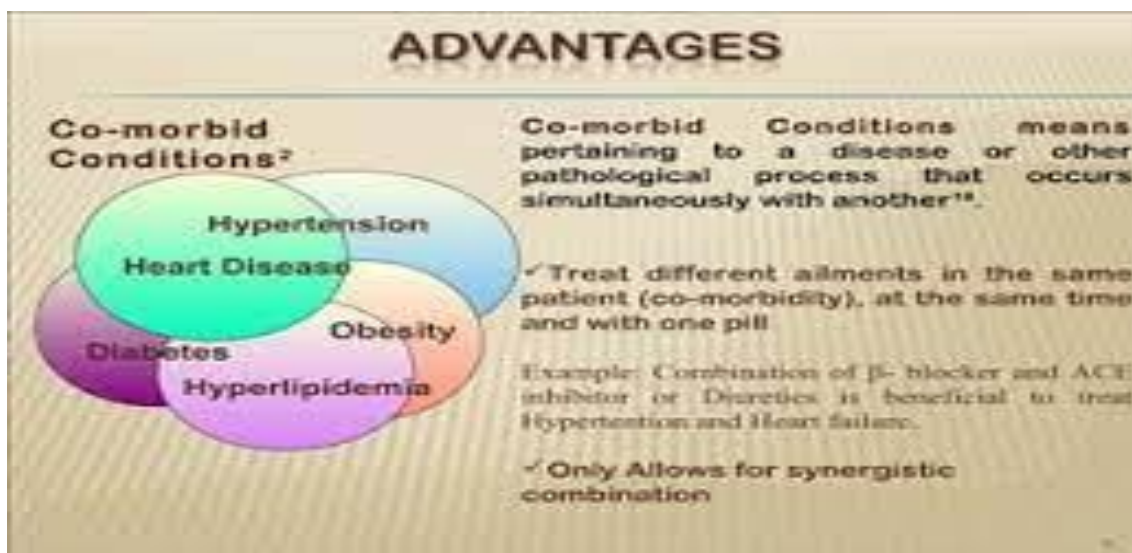 ADVANTAGES
Co-morbid
Conditions²
Hypertension
Heart Disease
Obesity
Diabetes
Hyperlipidemia
Co-morbid Conditions means
pertaining to a disease or other
pathological process that occurs
simultaneously with another¹⁸.
✓Treat different ailments in the same
patient (co-morbidity), at the same time
and with one pill
Example: Combination of β- blocker and ACE
inhibitor or Diuretics is beneficial to treat
Hypertention and Heart failure.
✓Only Allows for synergistic
combination